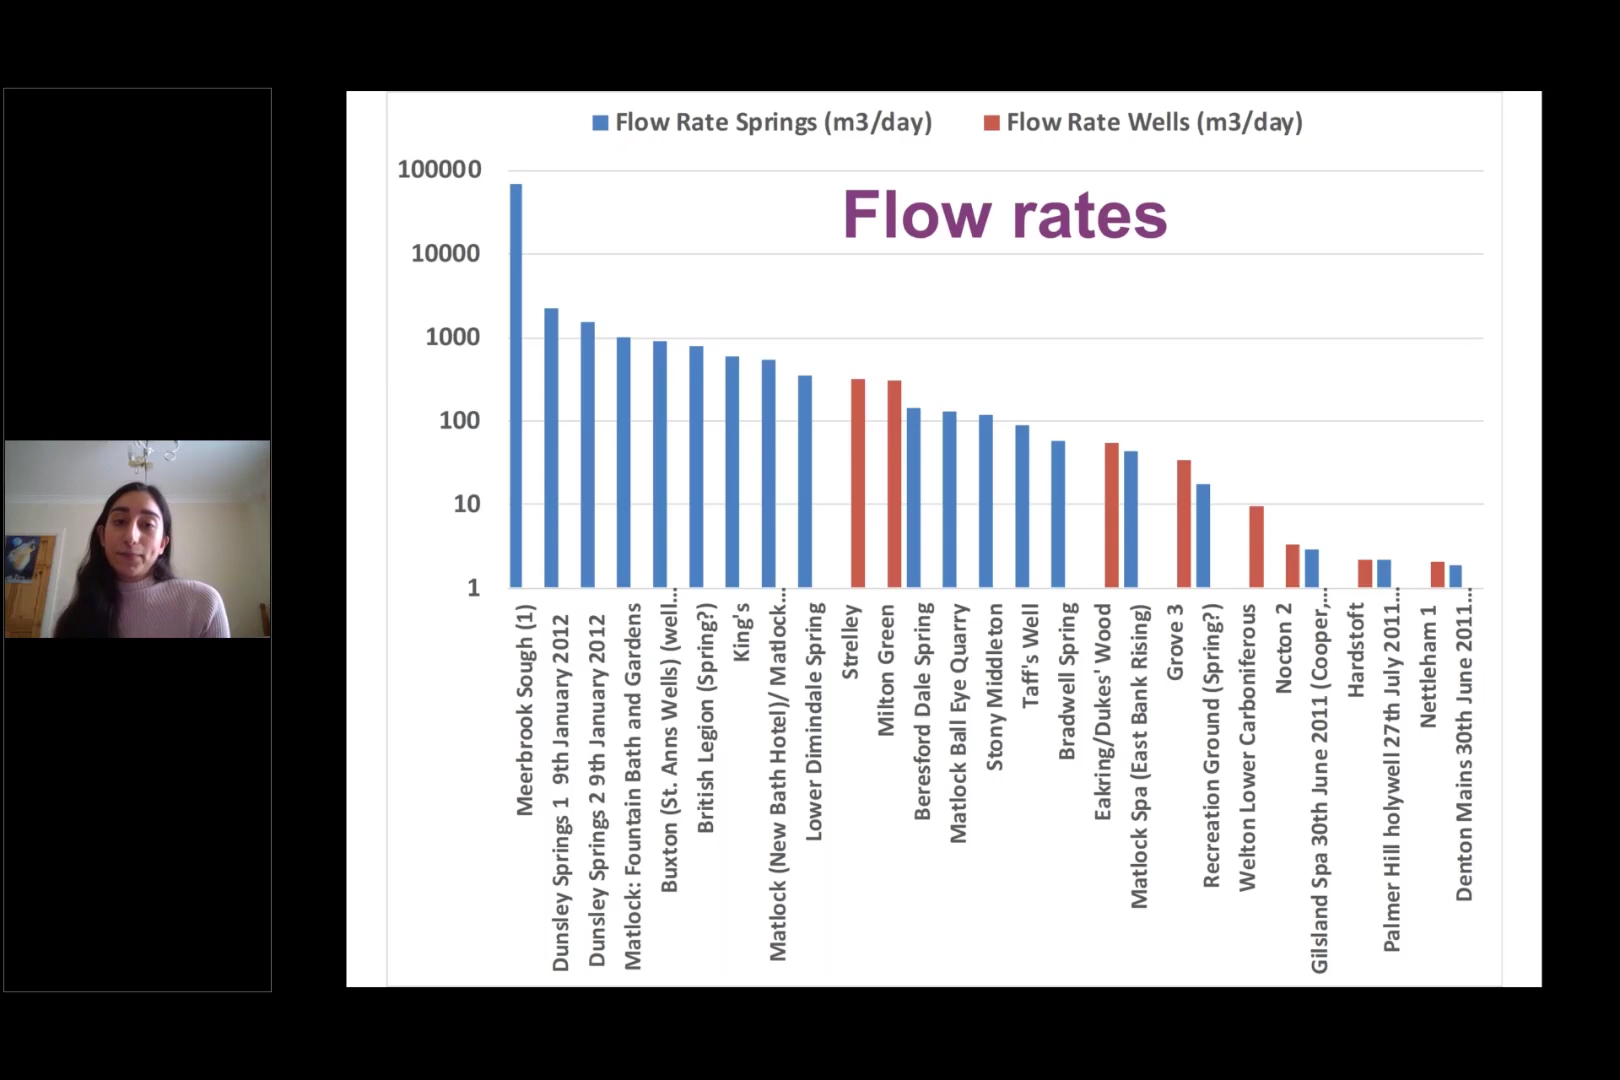 Flow Rate Springs (m3/day)
Flow Rate Wells (m3/day)
Flow rates
100000
10000
1000
100
10
1
Meerbrook Sough (1)
Dunsley Springs 1 9th January 2012
Dunsley Springs 2 9th January 2012
Matlock: Fountain Bath and Gardens
Buxton (St. Anns Wells) (well...
British Legion (Spring?)
King's
Matlock (New Bath Hotel)/ Matlock...
Lower Dimindale Spring
Strelley
Milton Green
Beresford Dale Spring
Matlock Ball Eye Quarry
Stony Middleton
Taff's Well
Bradwell Spring
Eakring/Dukes' Wood
Matlock Spa (East Bank Rising)
Grove 3
Recreation Ground (Spring?)
Welton Lower Carboniferous
Nocton 2
Gilsland Spa 30th June 2011 (Cooper,...
Hardstoft
Palmer Hill holywell 27th July 2011...
Nettleham 1
Denton Mains 30th June 2011...